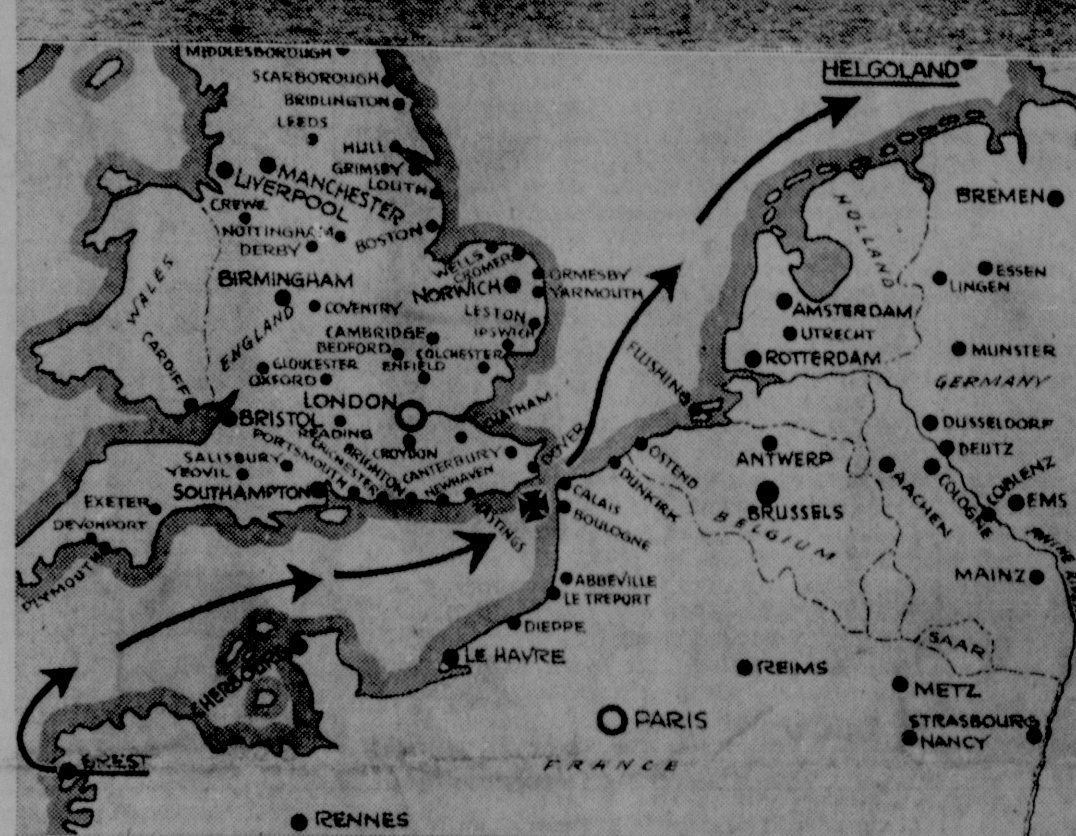 MIDDLESBOROUGH
SCARBOROUGH
BRIDLINGTON
LEEDS
HULL
GRIMSBY
LOUTH
MANCHESTER
LIVERPOOL
CREWE
NOTTINGHAM
DERBY
BOSTON
WELLS
CROMER
ORMESBY
YARMOUTH
NORWICH
LESTON
IPSWICH
BIRMINGHAM
COVENTRY
CAMBRIDGE
BEDFORD
COLCHESTER
ENFIELD
GLOUCESTER
OXFORD
WALES
ENGLAND
CARDIFF
LONDON
CHATHAM
BRISTOL
READING
CROYDON
CANTERBURY
DOVER
SALISBURY
YEOVIL
PORTSMOUTH
CHICHESTER
BRIGHTON
NEWHAVEN
HASTINGS
SOUTHAMPTON
EXETER
DEVONPORT
PLYMOUTH
HELGOLAND
BREMEN
HOLLAND
ESSEN
LINGEN
AMSTERDAM
UTRECHT
ROTTERDAM
MUNSTER
GERMANY
FLUSHING
DUSSELDORF
DEUTZ
OSTEND
ANTWERP
AACHEN
COLOGNE
COBLENZ
EMS
DUNKIRK
CALAIS
BOULOGNE
BRUSSELS
BELGIUM
MAINZ
ABBEVILLE
LE TREPORT
DIEPPE
LE HAVRE
SAAR
REIMS
METZ
STRASBOURG
NANCY
PARIS
FRANCE
CHERBOURG
BREST
RENNES